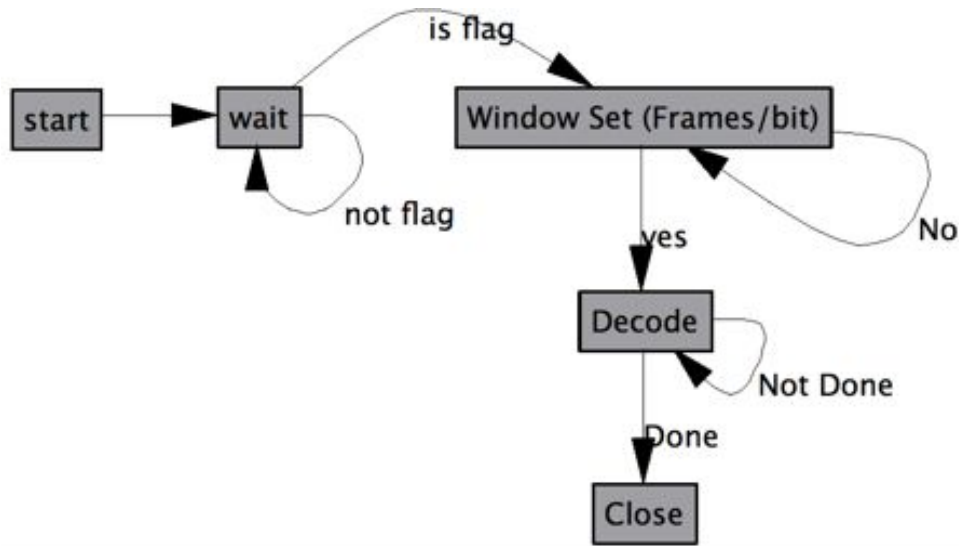 is flag
start
wait
Window Set (Frames/bit)
not flag
No
yes
Decode
Not Done
Done
Close